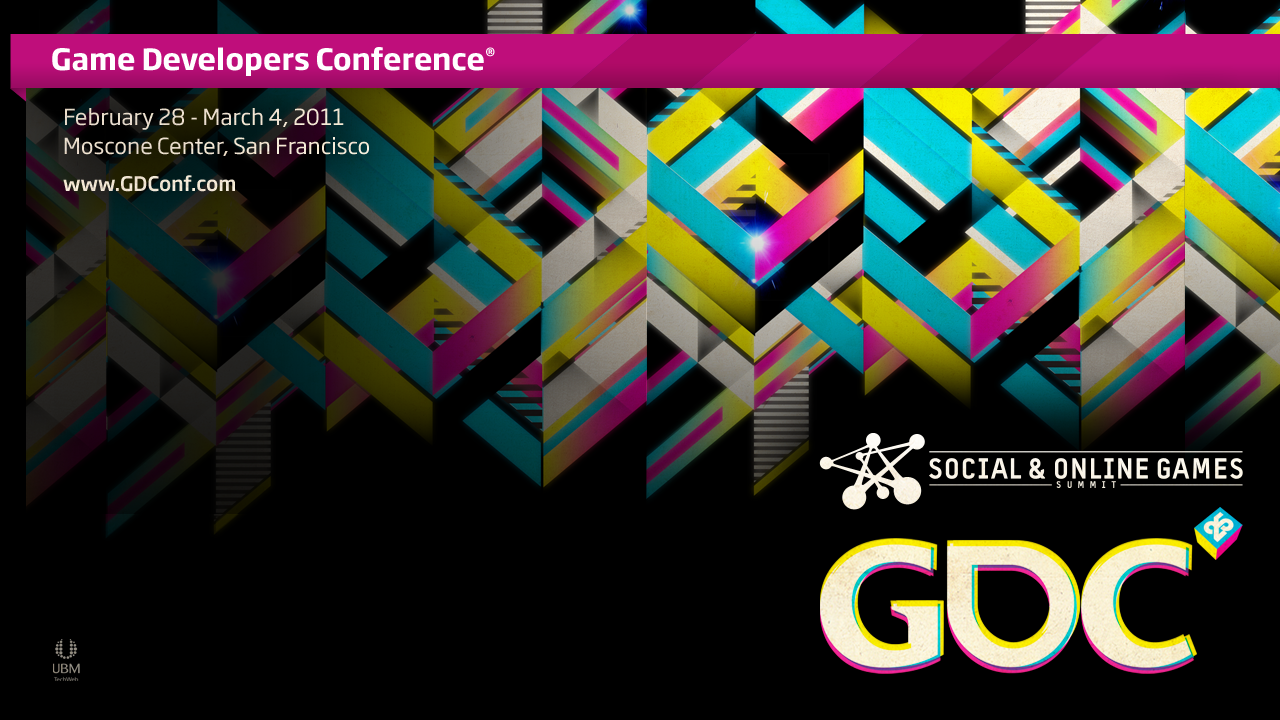 Game Developers Conference®
February 28 - March 4, 2011
Moscone Center, San Francisco
www.GDConf.com
SOCIAL & ONLINE GAMES
SUMMIT
GDC
25
UBM
TechWeb